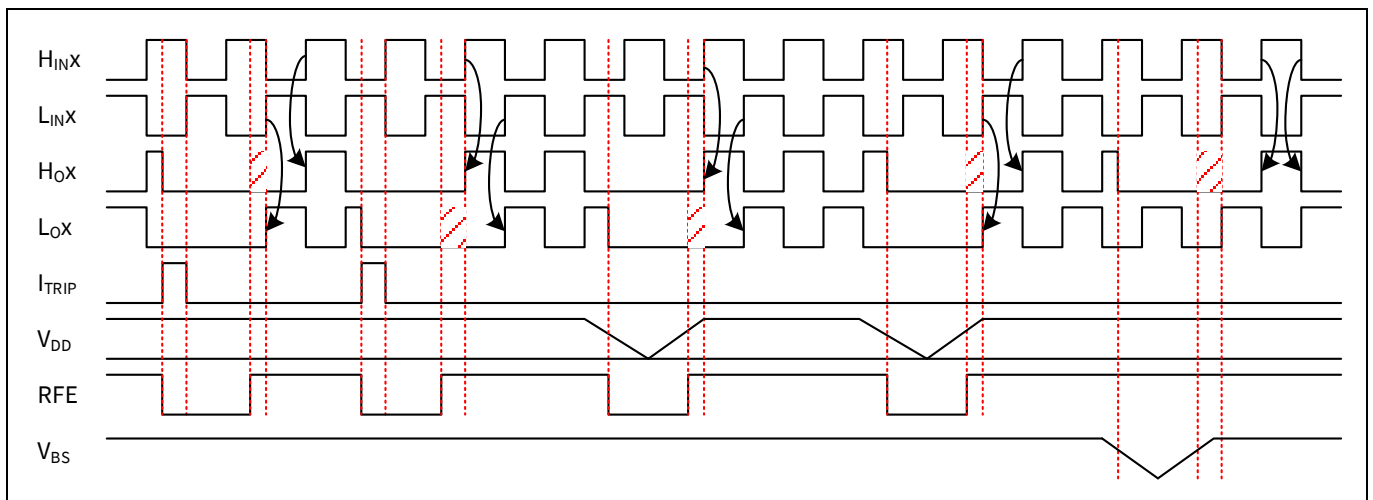 HINx
LINx
HOx
LOx
ITRIP
VDD
RFE
VBS